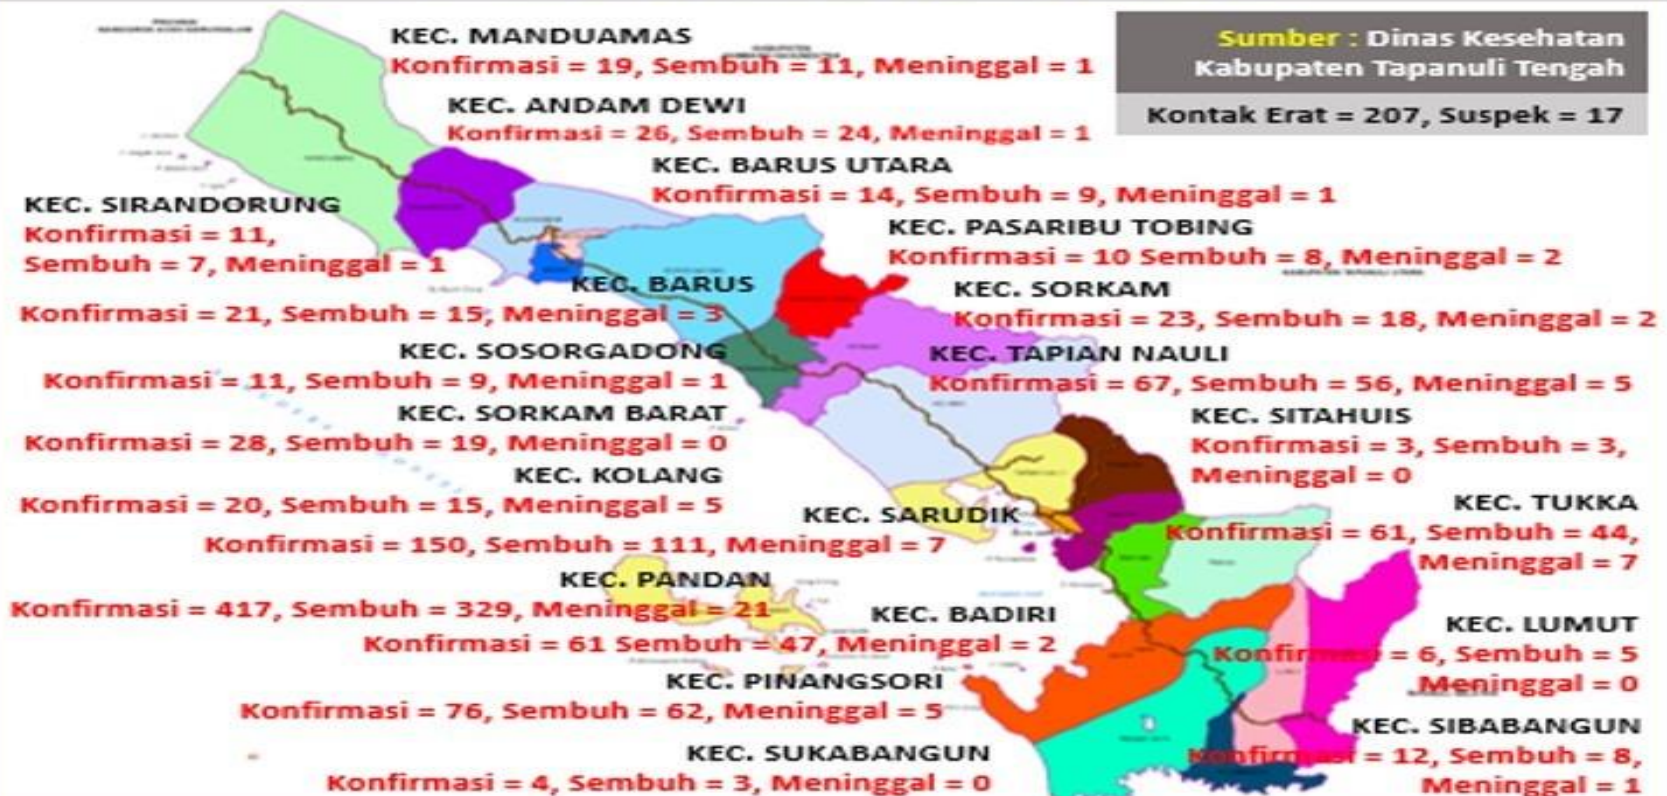 KEC. MANDUAMAS
Konfirmasi = 19, Sembuh = 11, Meninggal = 1
Sumber : Dinas Kesehatan
Kabupaten Tapanuli Tengah
Kontak Erat = 207, Suspek = 17
KEC. ANDAM DEWI
Konfirmasi = 26, Sembuh = 24, Meninggal = 1
KEC. BARUS UTARA
Konfirmasi = 14, Sembuh = 9, Meninggal = 1
KEC. SIRANDORUNG
Konfirmasi = 11,
Sembuh = 7, Meninggal = 1
KEC. PASARIBU TOBING
Konfirmasi = 10 Sembuh = 8, Meninggal = 2
KEC. BARUS
Konfirmasi = 21, Sembuh = 15, Meninggal = 3
KEC. SORKAM
Konfirmasi = 23, Sembuh = 18, Meninggal = 2
KEC. SOSORGADONG
Konfirmasi = 11, Sembuh = 9, Meninggal = 1
KEC. TAPIAN NAULI
Konfirmasi = 67, Sembuh = 56, Meninggal = 5
KEC. SORKAM BARAT
Konfirmasi = 28, Sembuh = 19, Meninggal = 0
KEC. SITAHUIS
Konfirmasi = 3, Sembuh = 3,
Meninggal = 0
KEC. KOLANG
Konfirmasi = 20, Sembuh = 15, Meninggal = 5
KEC. SARUDIK
Konfirmasi = 150, Sembuh = 111, Meninggal = 7
KEC. TUKKA
Konfirmasi = 61, Sembuh = 44,
Meninggal = 7
KEC. PANDAN
Konfirmasi = 417, Sembuh = 329, Meninggal = 21
KEC. BADIRI
Konfirmasi = 61 Sembuh = 47, Meninggal = 2
KEC. LUMUT
Konfirmasi = 6, Sembuh = 5
Meninggal = 0
KEC. PINANGSORI
Konfirmasi = 76, Sembuh = 62, Meninggal = 5
KEC. SIBABANGUN
Konfirmasi = 12, Sembuh = 8,
Meninggal = 1
KEC. SUKABANGUN
Konfirmasi = 4, Sembuh = 3, Meninggal = 0